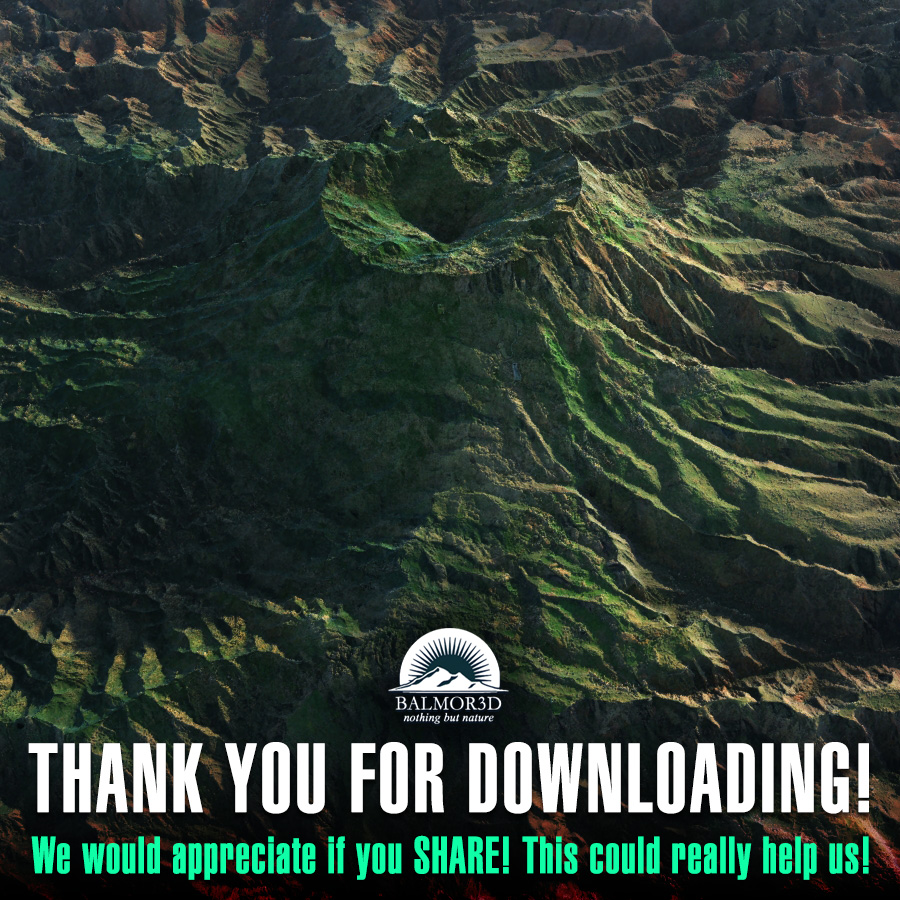 BALMOR3D
nothing but nature
THANK YOU FOR DOWNLOADING!
We would appreciate if you SHARE! This could really help us!